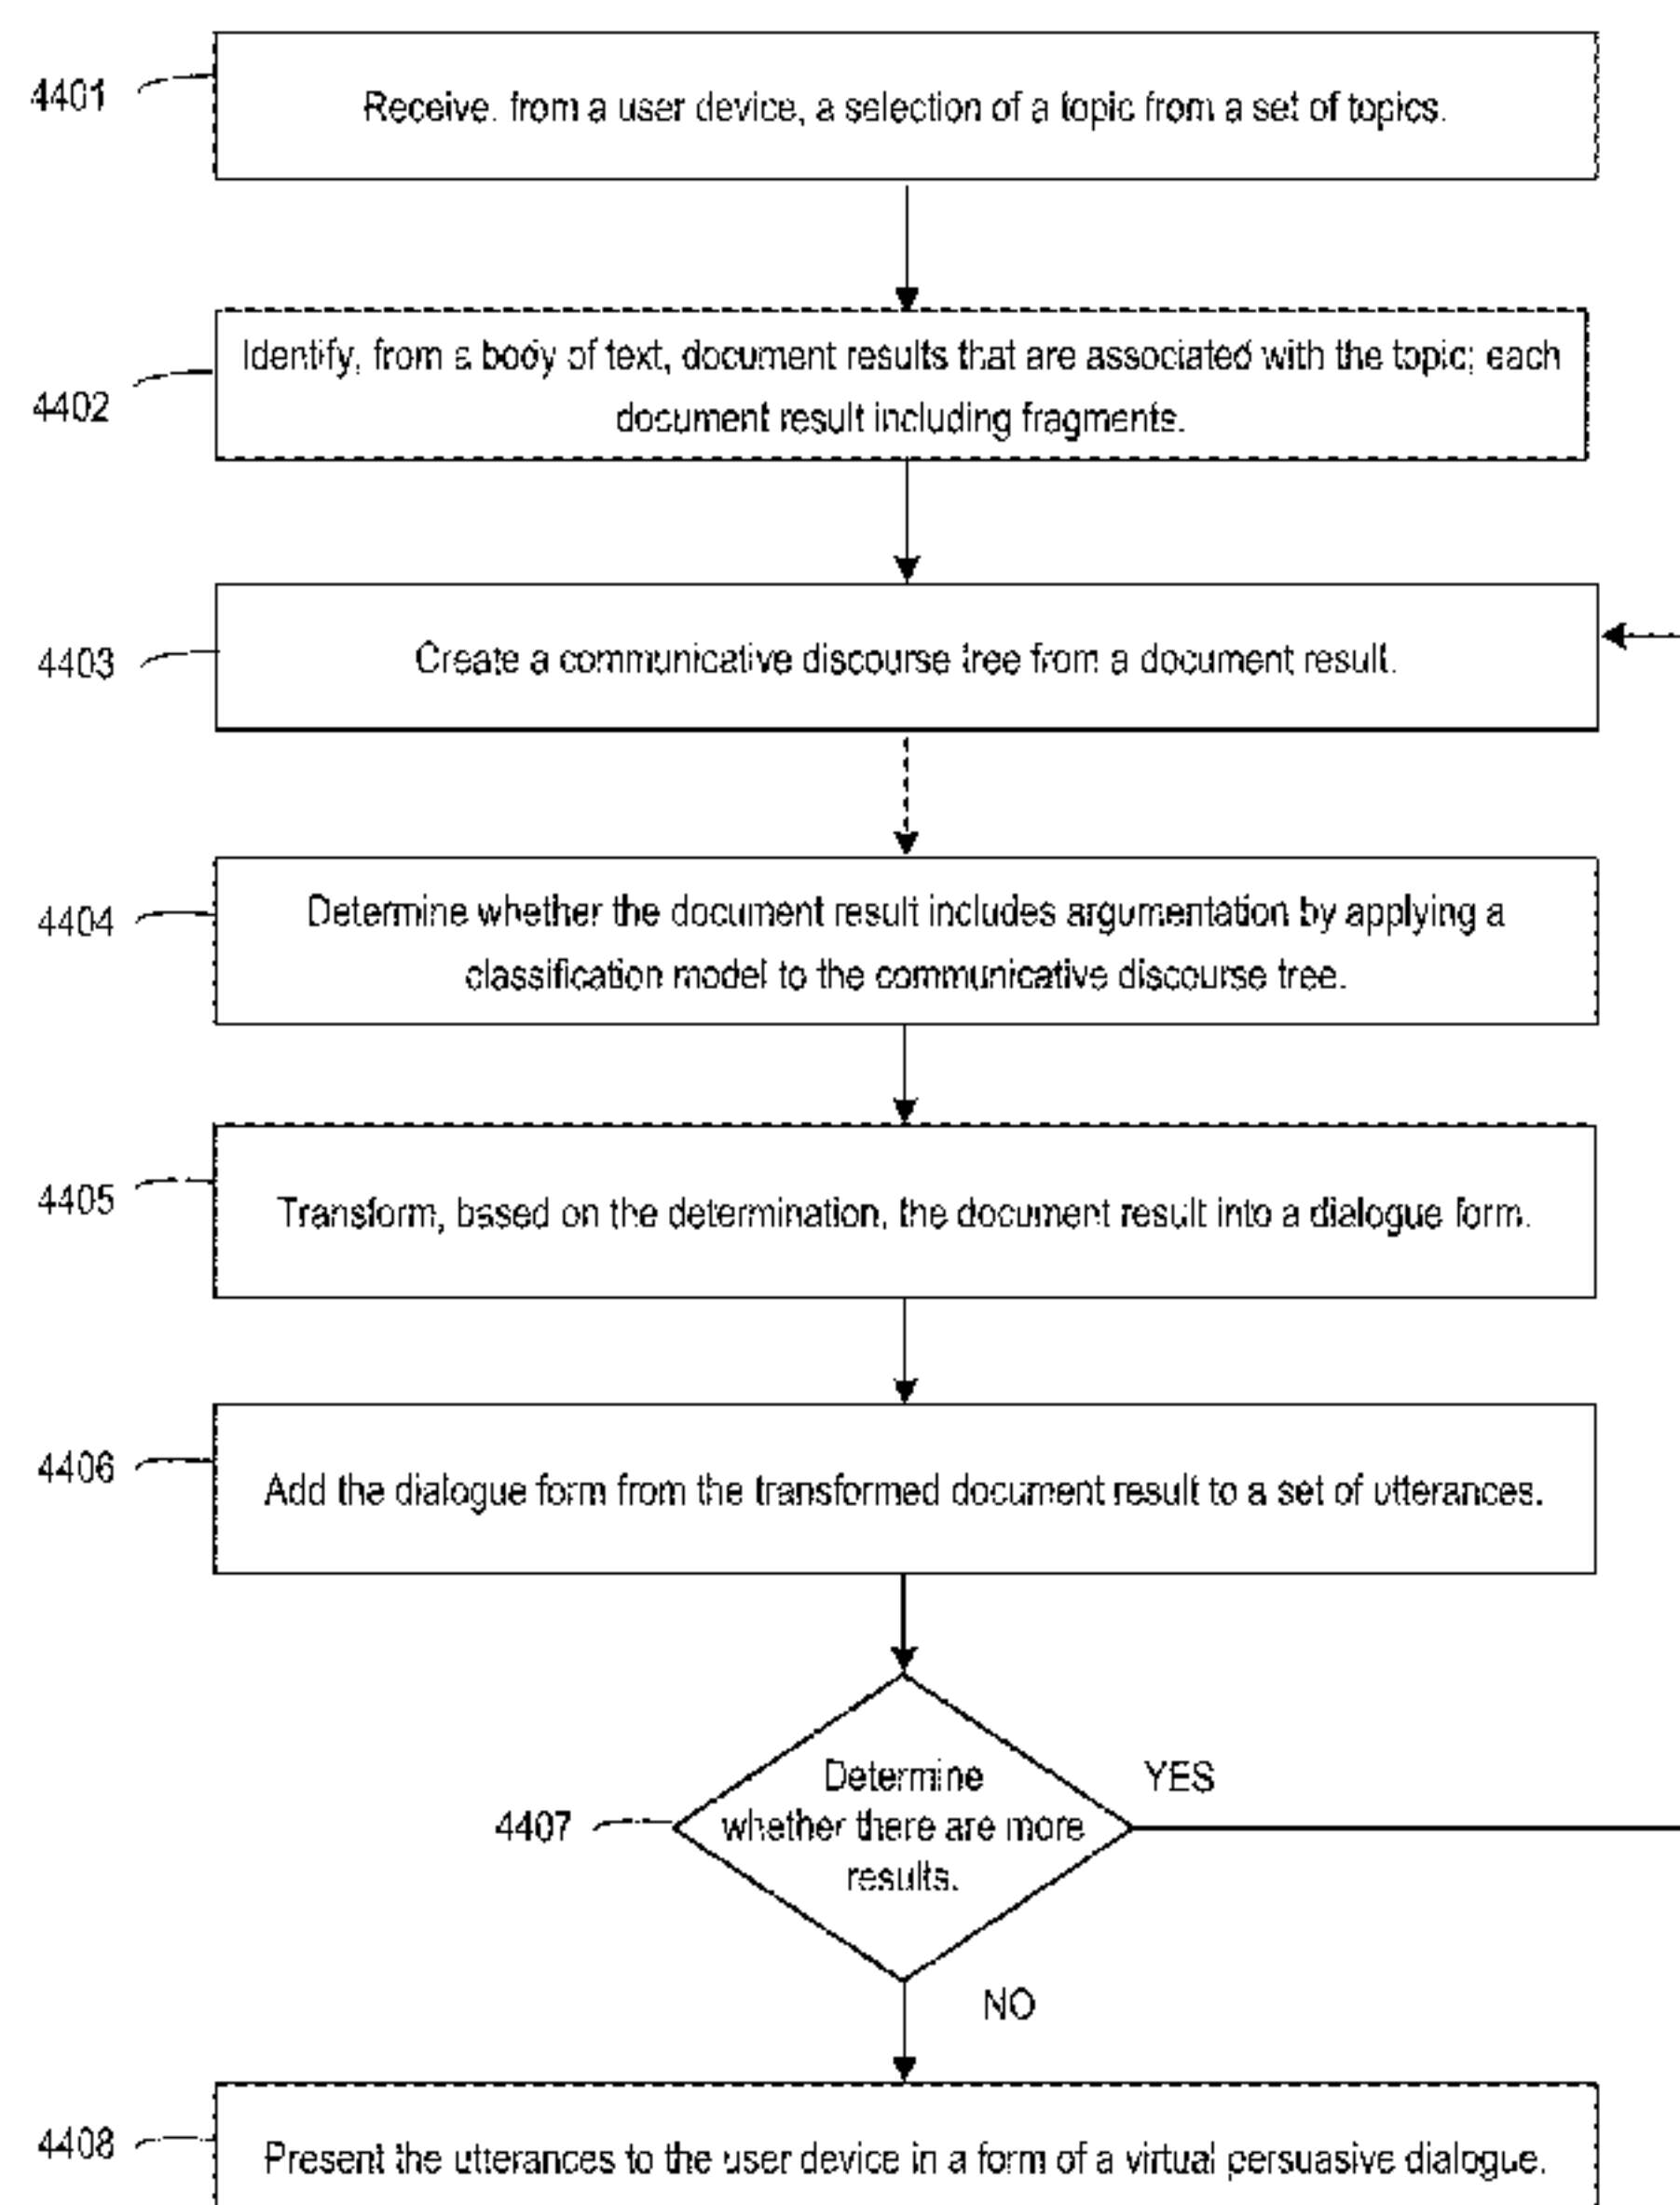 4401
Receive, from a user device, a selection of a topic from a set of topics.
4402
Identify, from a body of text, document results that are associated with the topic; each
document result including fragments.
4403
Create a communicative discourse tree from a document result.
4404
Determine whether the document result includes argumentation by applying a
classification model to the communicative discourse tree.
4405
Transform, based on the determination, the document result into a dialogue form.
4406
Add the dialogue form from the transformed document result to a set of utterances.
4407
Determine
whether there are more
results.
YES
NO
4408
Present the utterances to the user device in a form of a virtual persuasive dialogue.